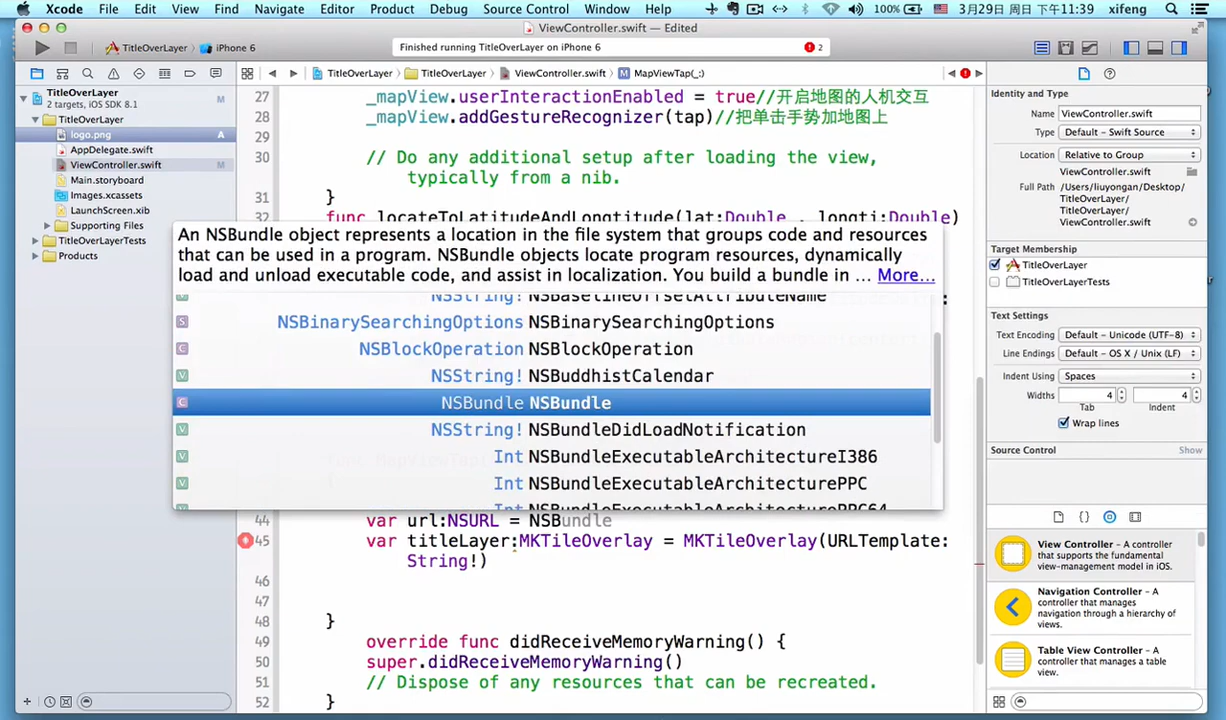 Xcode File Edit View Find Navigate Editor Product Debug Source Control Window Help 100% 3月29日 周日 下午11:39 xifeng
ViewController.swift — Edited
TitleOverLayer iPhone 6
Finished running TitleOverLayer on iPhone 6
2
TitleOverLayer TitleOverLayer ViewController.swift MapViewTap(_:)
TitleOverLayer M
2 targets, iOS SDK 8.1
TitleOverLayer
logo.png A
AppDelegate.swift
ViewController.swift M
Main.storyboard
Images.xcassets
LaunchScreen.xib
Supporting Files
TitleOverLayerTests
Products
27 _mapView.userInteractionEnabled = true//开启地图的人机交互
28 _mapView.addGestureRecognizer(tap)//把单击手势加地图上
29
30 // Do any additional setup after loading the view,
typically from a nib.
31 }
32 func locateToLatitudeAndLongtitude(lat:Double , longti:Double)
An NSBundle object represents a location in the file system that groups code and resources
that can be used in a program. NSBundle objects locate program resources, dynamically
load and unload executable code, and assist in localization. You build a bundle in ... More...
NSString! NSBaselineOffsetAttributeName
S NSBinarySearchingOptions NSBinarySearchingOptions
C NSBlockOperation NSBlockOperation
V NSString! NSBuddhistCalendar
C NSBundle NSBundle
V NSString! NSBundleDidLoadNotification
V Int NSBundleExecutableArchitectureI386
V Int NSBundleExecutableArchitecturePPC
Int NSBundleExecutableArchitecturePPC64
44 var url:NSURL = NSBundle
45 var titleLayer:MKTileOverlay = MKTileOverlay(URLTemplate:
String!)
46
47
48 }
49 override func didReceiveMemoryWarning() {
50 super.didReceiveMemoryWarning()
51 // Dispose of any resources that can be recreated.
52 }
Identity and Type
Name ViewController.swift
Type Default - Swift Source
Location Relative to Group
ViewController.swift
Full Path /Users/liuyongan/Desktop/
TitleOverLayer/
TitleOverLayer/
ViewController.swift
Target Membership
TitleOverLayer
TitleOverLayerTests
Text Settings
Text Encoding Default - Unicode (UTF-8)
Line Endings Default - OS X / Unix (LF)
Indent Using Spaces
Widths 4 4
Tab Indent
Wrap lines
Source Control Show
View Controller - A controller
that supports the fundamental
view-management model in iOS.
Navigation Controller - A
controller that manages
navigation through a hierarchy of
views.
Table View Controller - A
controller that manages a table
view.